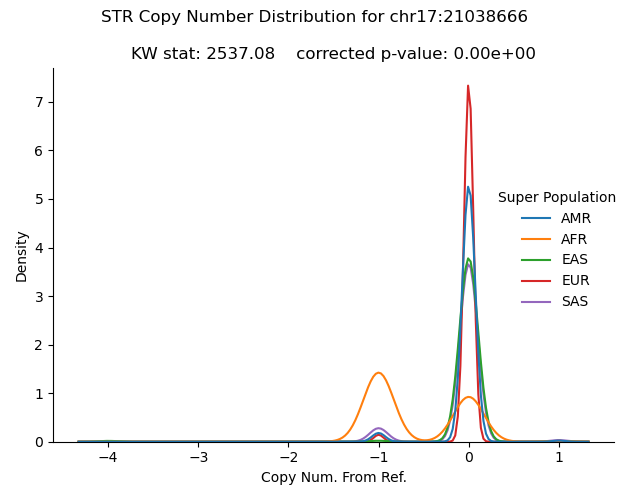 STR Copy Number Distribution for chr17:21038666
KW stat: 2537.08    corrected p-value: 0.00e+00
Density
7
6
5
4
3
2
1
0
Super Population
AMR
AFR
EAS
EUR
SAS
−4 −3 −2 −1 0 1
Copy Num. From Ref.